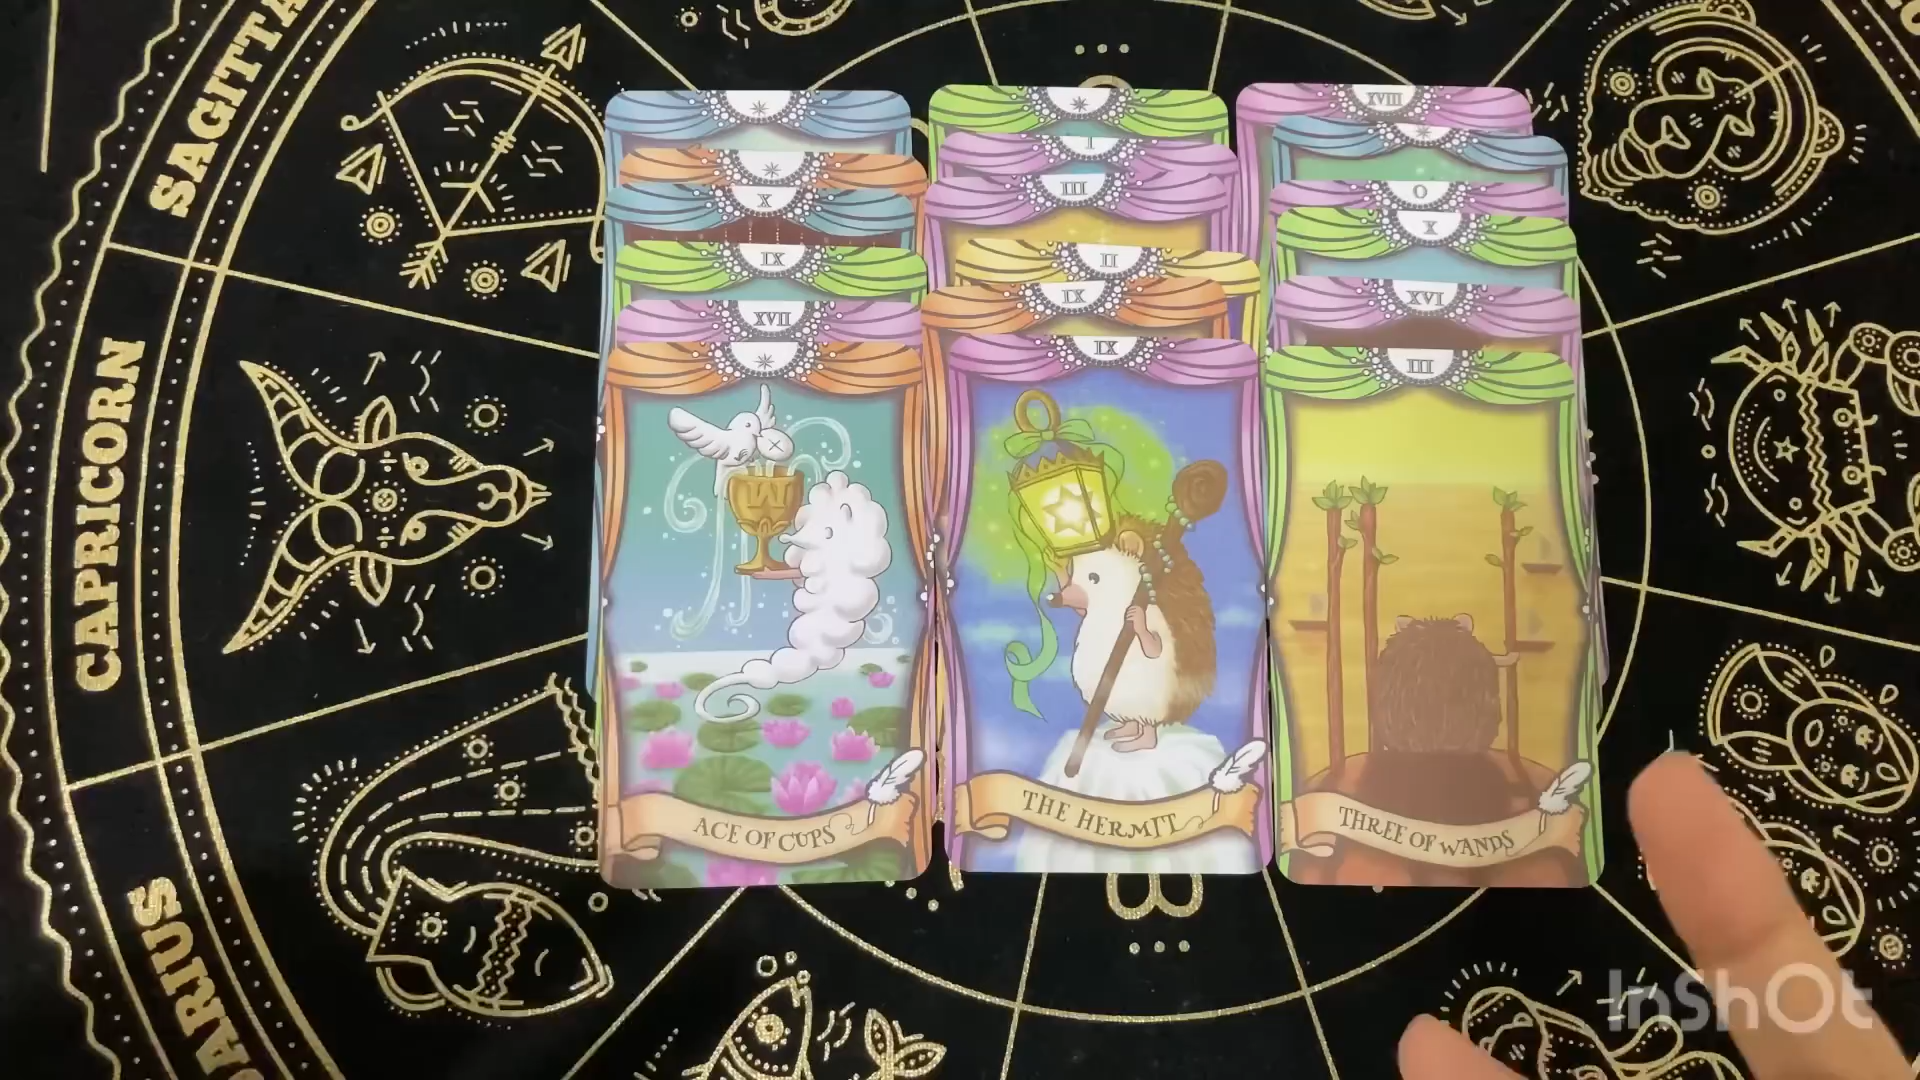 SAGITTA
CAPRICORN
ARIUS
XVIII
I
O
III
X
X
II
IX
IX
XVI
XVII
IX
III
W
ACE OF CUPS
THE HERMIT
THREE OF WANDS
InShOt